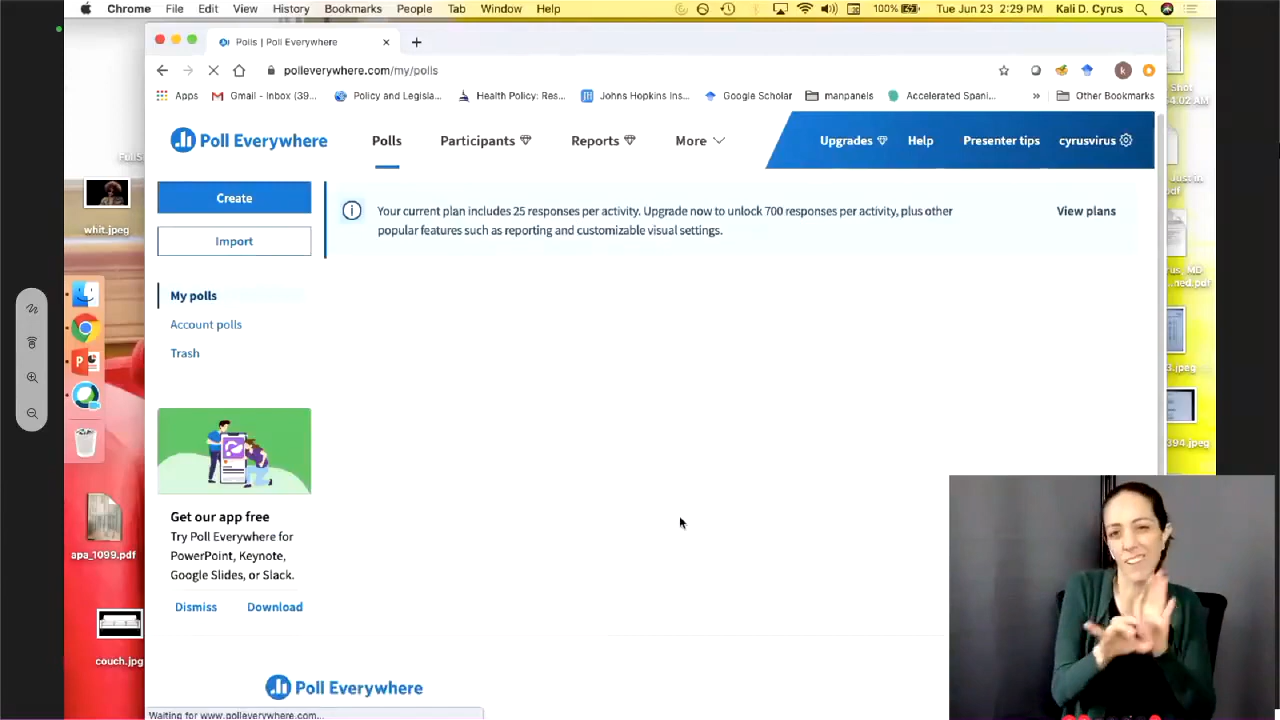 Chrome File Edit View History Bookmarks People Tab Window Help 100% Tue Jun 23 2:29 PM Kali D. Cyrus
Polls | Poll Everywhere
polleverywhere.com/my/polls
Apps Gmail - Inbox (39... Policy and Legisla... Health Policy: Res... Johns Hopkins Ins... Google Scholar manpanels Accelerated Spani... » Other Bookmarks
Poll Everywhere Polls Participants Reports More Upgrades Help Presenter tips cyrusvirus
Create
Import
Your current plan includes 25 responses per activity. Upgrade now to unlock 700 responses per activity, plus other
popular features such as reporting and customizable visual settings.
View plans
My polls
Account polls
Trash
Get our app free
Try Poll Everywhere for
PowerPoint, Keynote,
Google Slides, or Slack.
Dismiss Download
Poll Everywhere
Waiting for www.polleverywhere.com...
whit.jpeg
apa_1099.pdf
couch.jpg
Shot
394.jpeg